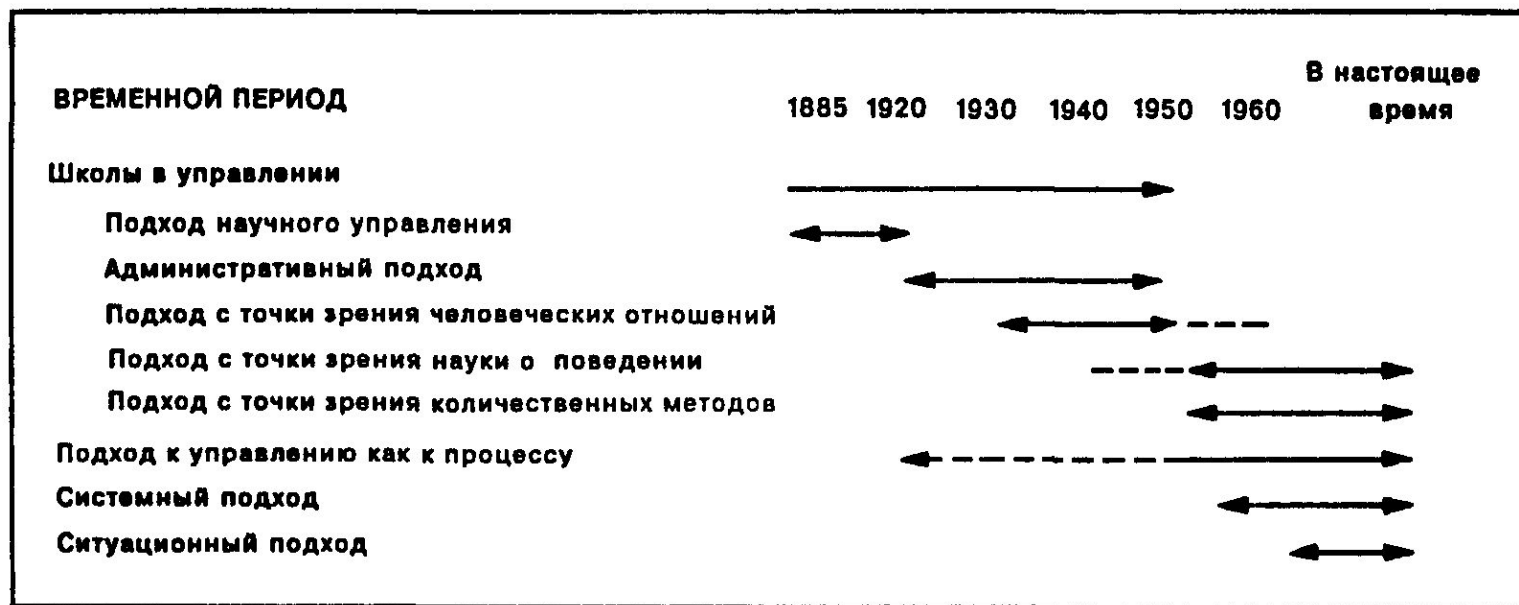 В настоящее
ВРЕМЕННОЙ ПЕРИОД 1885 1920 1930 1940 1950 1960 время
Школы в управлении
Подход научного управления
Административный подход
Подход с точки зрения человеческих отношений
Подход с точки зрения науки о поведении
Подход с точки зрения количественных методов
Подход к управлению как к процессу
Системный подход
Ситуационный подход